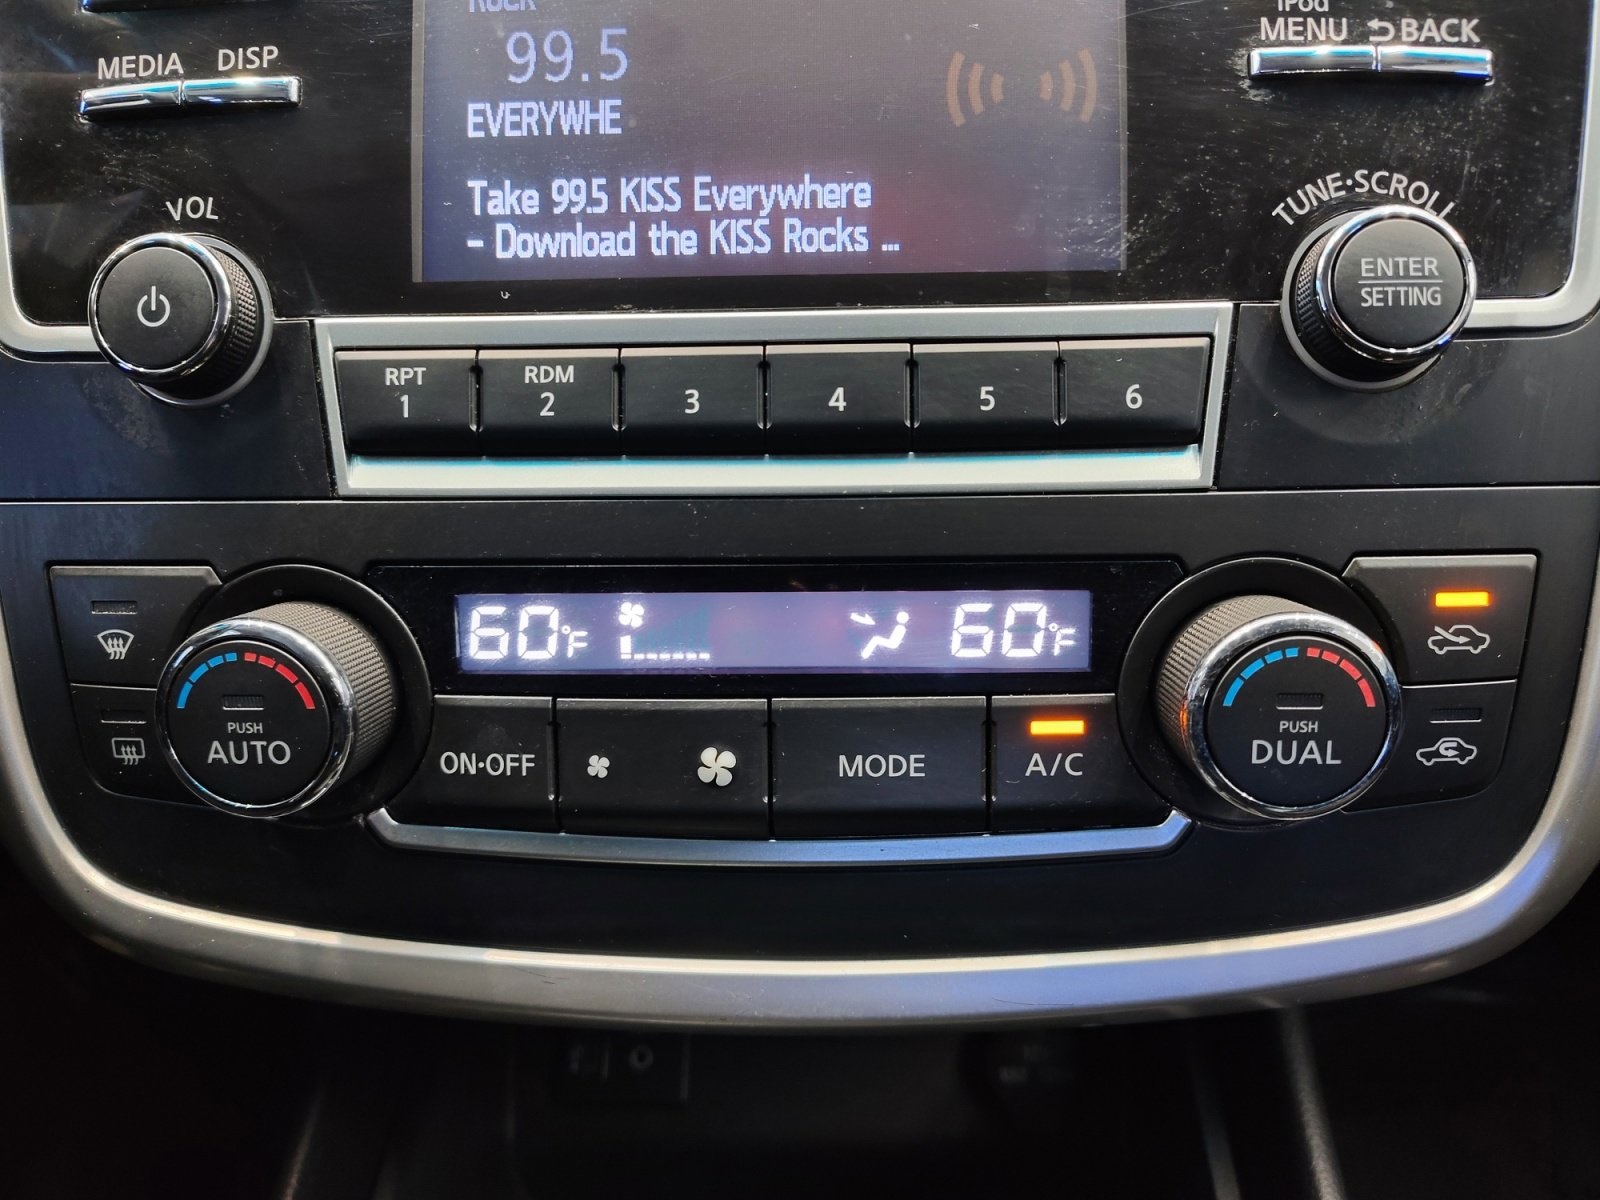 Rock
99.5
EVERYWHE
Take 99.5 KISS Everywhere
- Download the KISS Rocks ...
MEDIA DISP
iPod
MENU BACK
VOL
TUNE·SCROLL
ENTER
SETTING
RPT
1
RDM
2
3
4
5
6
60°F
60°F
PUSH
AUTO
ON·OFF
MODE
A/C
PUSH
DUAL